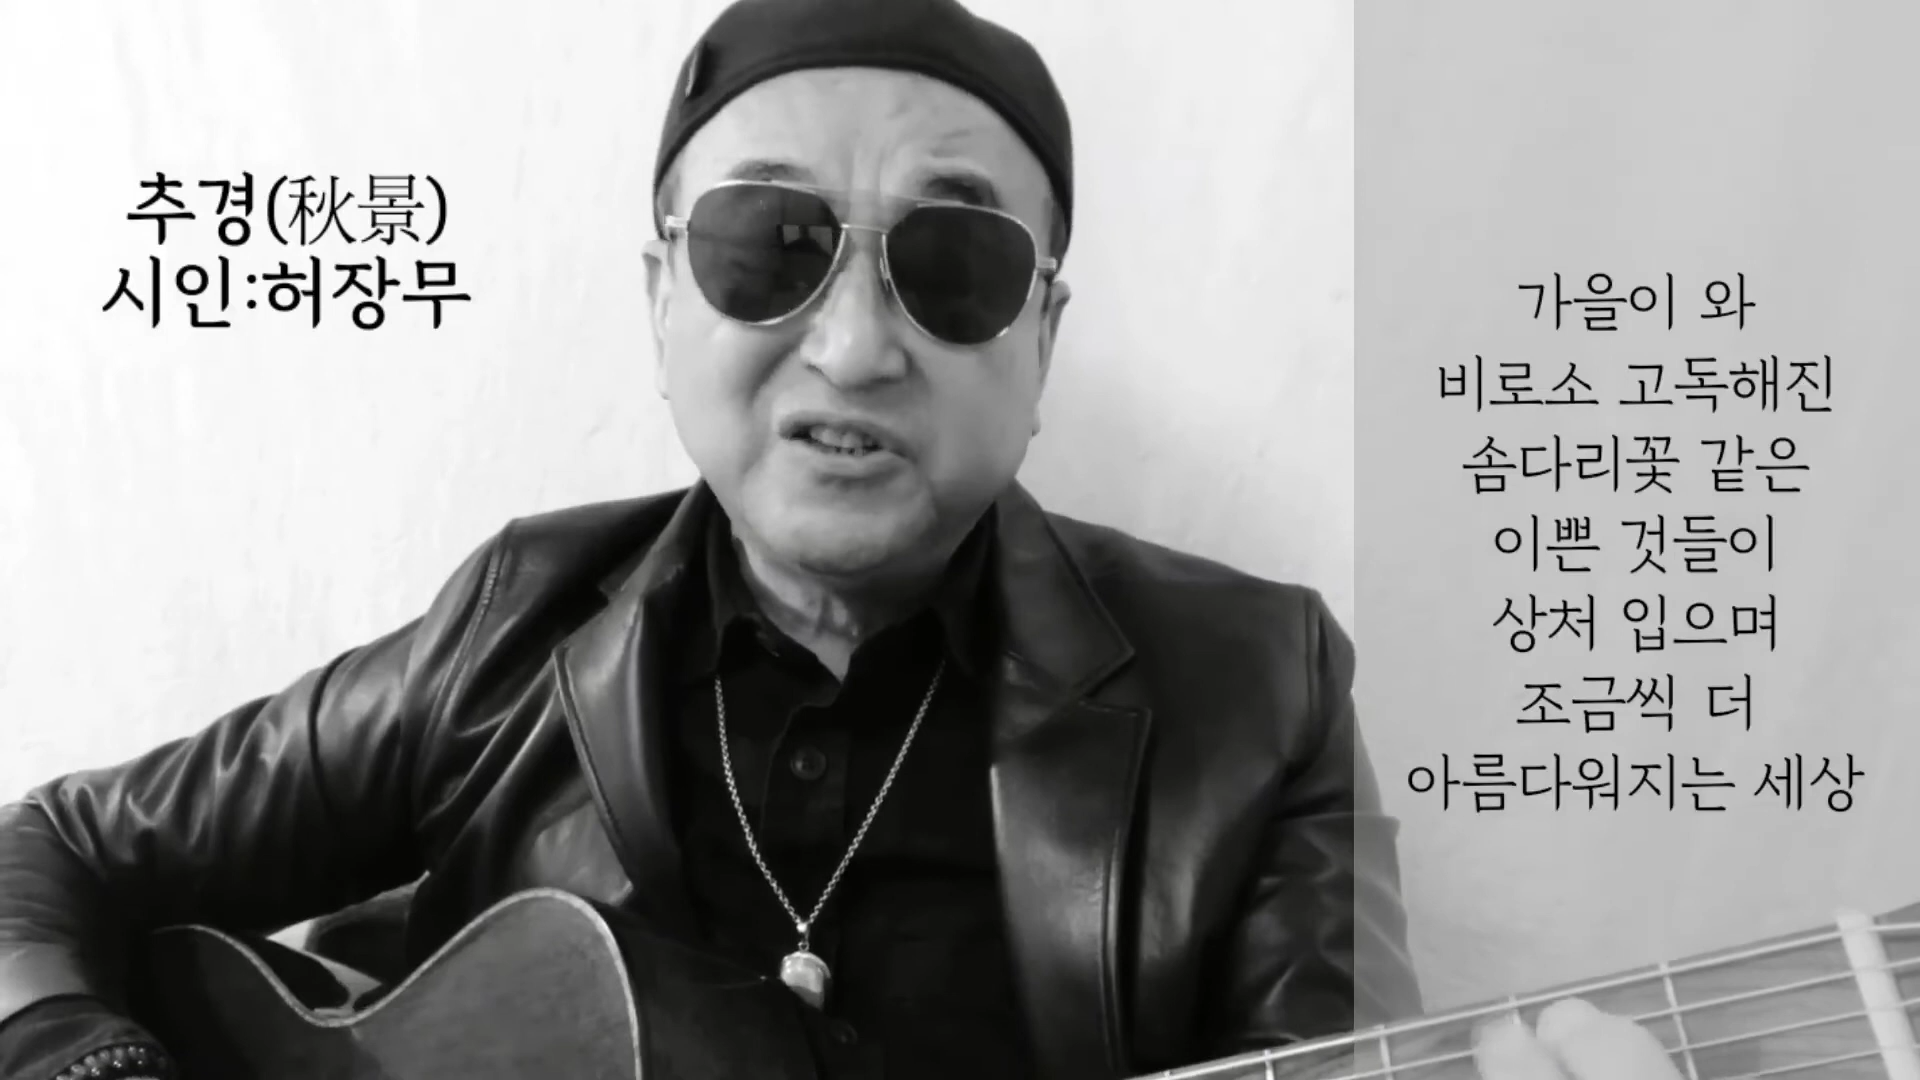 추경(秋景)
시인:허장무
가을이 와
비로소 고독해진
솜다리꽃 같은
이쁜 것들이
상처 입으며
조금씩 더
아름다워지는 세상